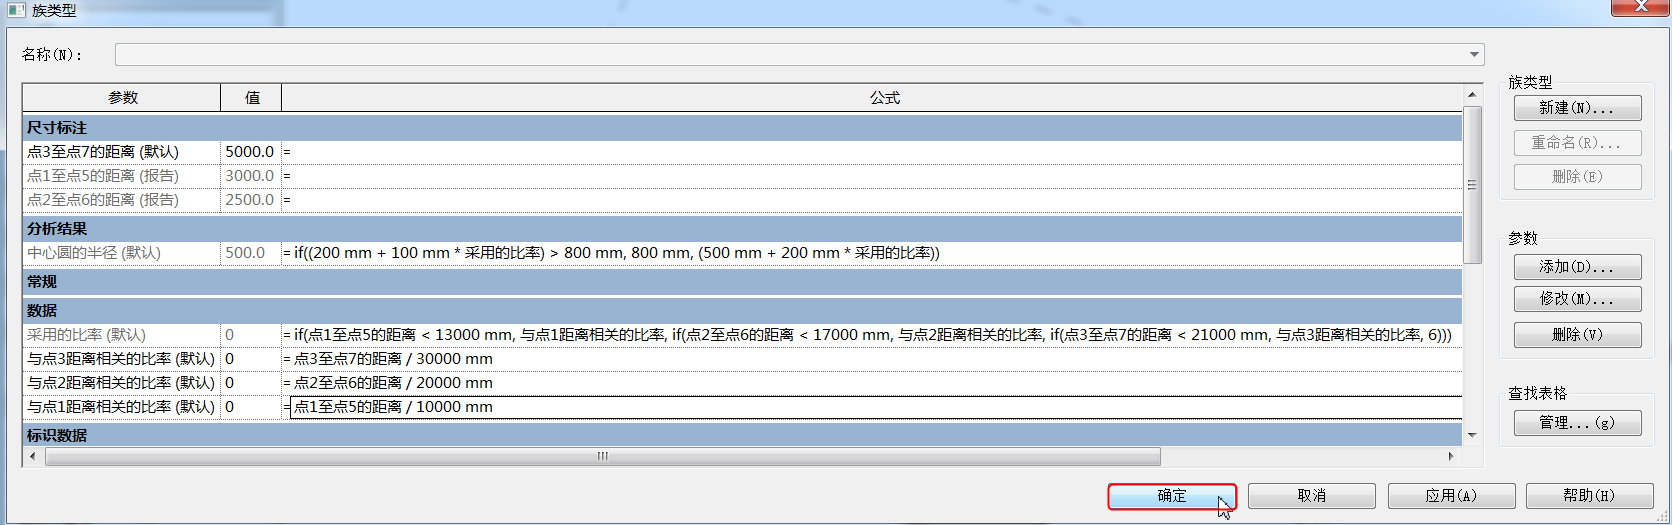 族类型
名称(N):
参数 值 公式
尺寸标注
点3至点7的距离 (默认) 5000.0 =
点1至点5的距离 (报告) 3000.0 =
点2至点6的距离 (报告) 2500.0 =
分析结果
中心圆的半径 (默认) 500.0 = if((200 mm + 100 mm * 采用的比率) > 800 mm, 800 mm, (500 mm + 200 mm * 采用的比率))
常规
数据
采用的比率 (默认) 0 = if(点1至点5的距离 < 13000 mm, 与点1距离相关的比率, if(点2至点6的距离 < 17000 mm, 与点2距离相关的比率, if(点3至点7的距离 < 21000 mm, 与点3距离相关的比率, 6)))
与点3距离相关的比率 (默认) 0 = 点3至点7的距离 / 30000 mm
与点2距离相关的比率 (默认) 0 = 点2至点6的距离 / 20000 mm
与点1距离相关的比率 (默认) 0 = 点1至点5的距离 / 10000 mm
标识数据
族类型
新建(N)...
重命名(R)...
删除(E)
参数
添加(D)...
修改(M)...
删除(V)
查找表格
管理...(g)
确定 取消 应用(A) 帮助(H)